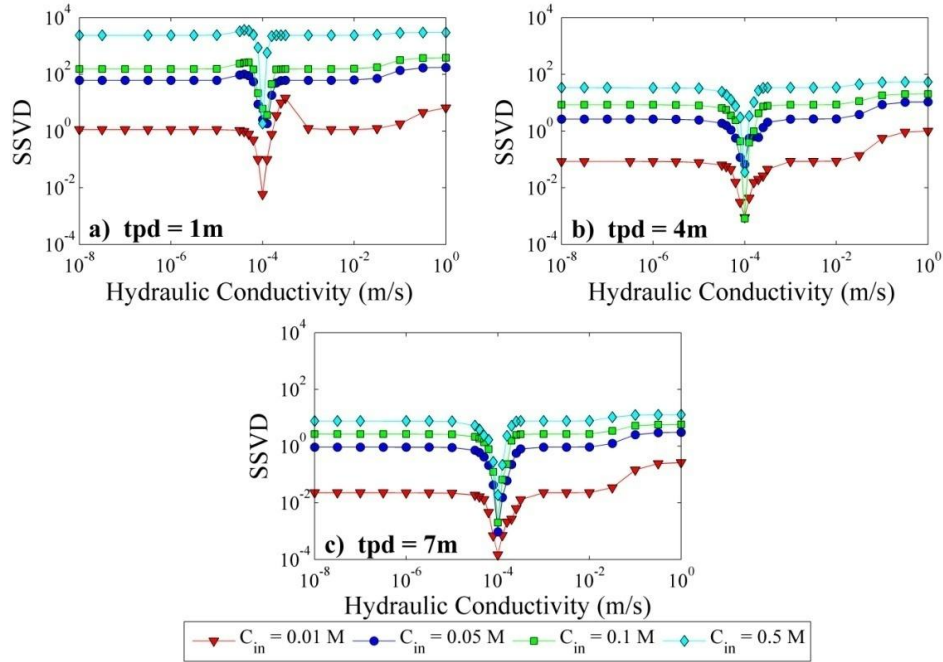 10^4
10^2
10^0
10^-2
10^-4
SSVD
a) tpd = 1m
10^-8
10^-6
10^-4
10^-2
10^0
Hydraulic Conductivity (m/s)
10^4
10^2
10^0
10^-2
10^-4
SSVD
b) tpd = 4m
10^-8
10^-6
10^-4
10^-2
10^0
Hydraulic Conductivity (m/s)
10^4
10^2
10^0
10^-2
10^-4
SSVD
c) tpd = 7m
10^-8
10^-6
10^-4
10^-2
10^0
Hydraulic Conductivity (m/s)
C_in = 0.01 M
C_in = 0.05 M
C_in = 0.1 M
C_in = 0.5 M